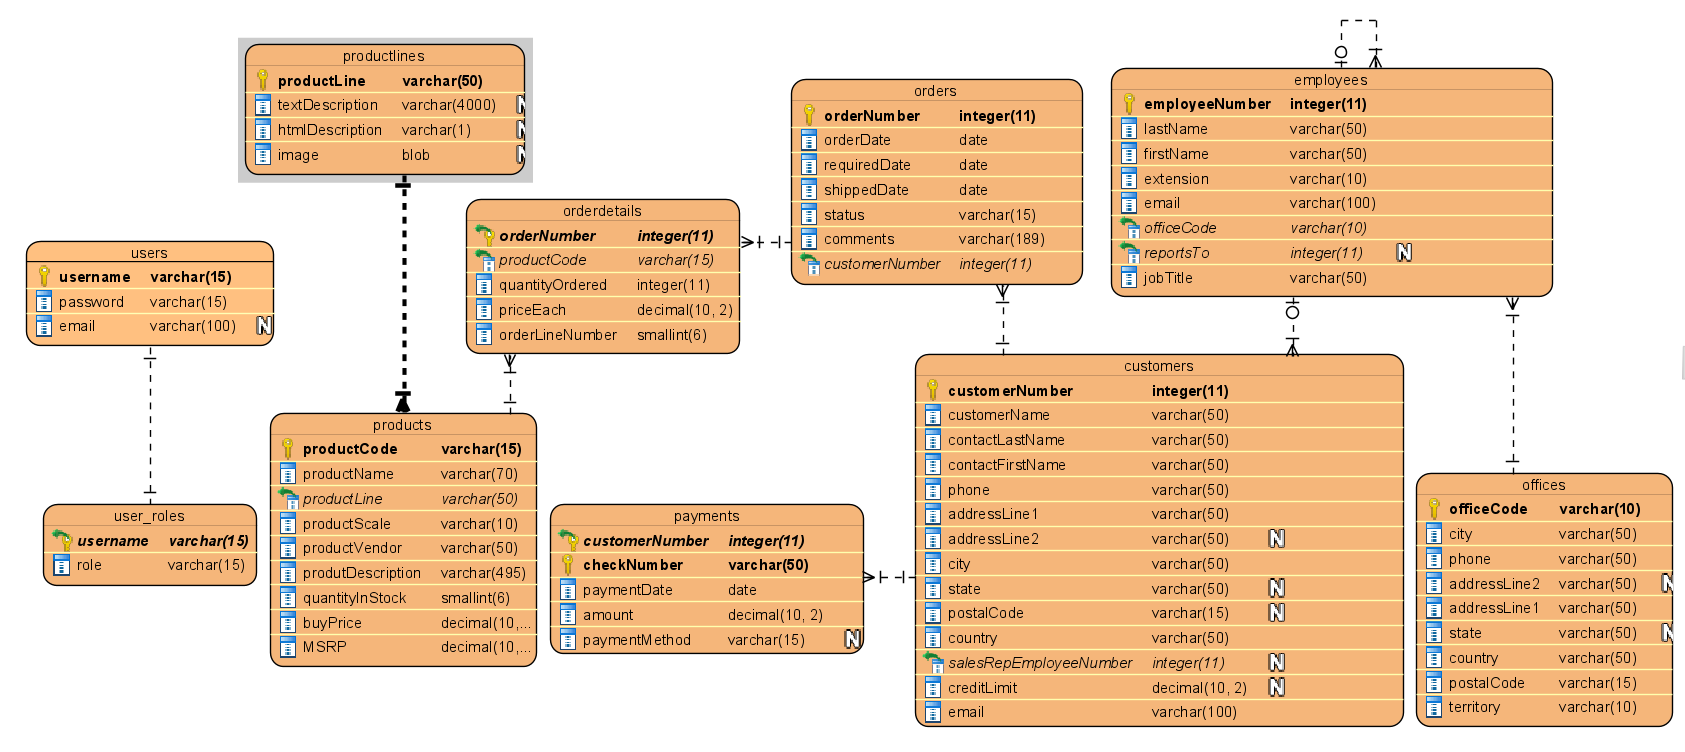 productlines
productLine varchar(50)
textDescription varchar(4000) N
htmlDescription varchar(1) N
image blob N
users
username varchar(15)
password varchar(15)
email varchar(100) N
user_roles
username varchar(15)
role varchar(15)
products
productCode varchar(15)
productName varchar(70)
productLine varchar(50)
productScale varchar(10)
productVendor varchar(50)
produtDescription varchar(495)
quantityInStock smallint(6)
buyPrice decimal(10,...
MSRP decimal(10,...
orderdetails
orderNumber integer(11)
productCode varchar(15)
quantityOrdered integer(11)
priceEach decimal(10, 2)
orderLineNumber smallint(6)
payments
customerNumber integer(11)
checkNumber varchar(50)
paymentDate date
amount decimal(10, 2)
paymentMethod varchar(15) N
orders
orderNumber integer(11)
orderDate date
requiredDate date
shippedDate date
status varchar(15)
comments varchar(189)
customerNumber integer(11)
customers
customerNumber integer(11)
customerName varchar(50)
contactLastName varchar(50)
contactFirstName varchar(50)
phone varchar(50)
addressLine1 varchar(50)
addressLine2 varchar(50) N
city varchar(50)
state varchar(50) N
postalCode varchar(15) N
country varchar(50)
salesRepEmployeeNumber integer(11) N
creditLimit decimal(10, 2) N
email varchar(100)
employees
employeeNumber integer(11)
lastName varchar(50)
firstName varchar(50)
extension varchar(10)
email varchar(100)
officeCode varchar(10)
reportsTo integer(11) N
jobTitle varchar(50)
offices
officeCode varchar(10)
city varchar(50)
phone varchar(50)
addressLine2 varchar(50) N
addressLine1 varchar(50)
state varchar(50) N
country varchar(50)
postalCode varchar(15)
territory varchar(10)